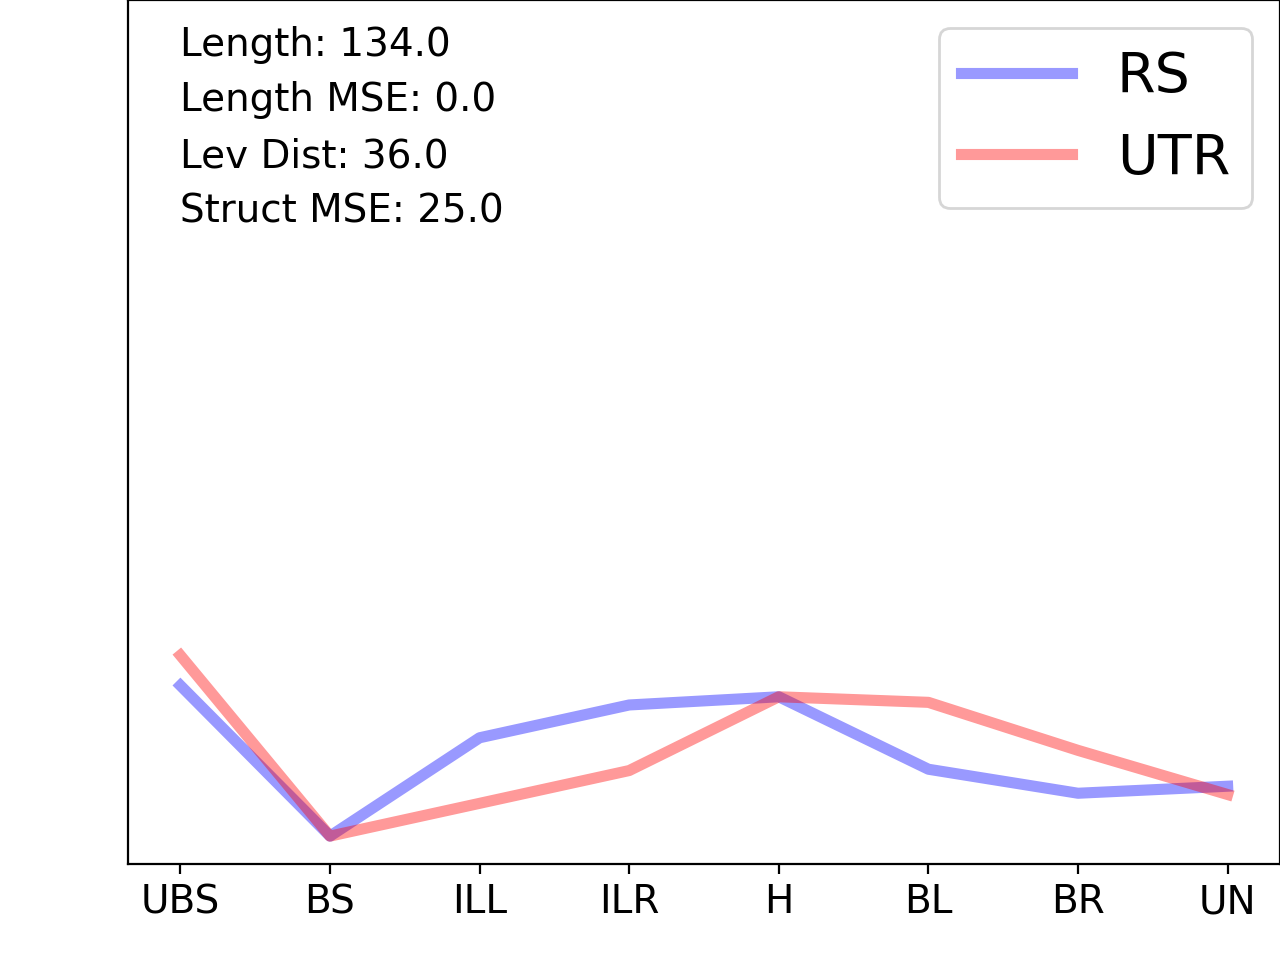 Length: 134.0
Length MSE: 0.0
Lev Dist: 36.0
Struct MSE: 25.0
RS
UTR
UBS BS ILL ILR H BL BR UN